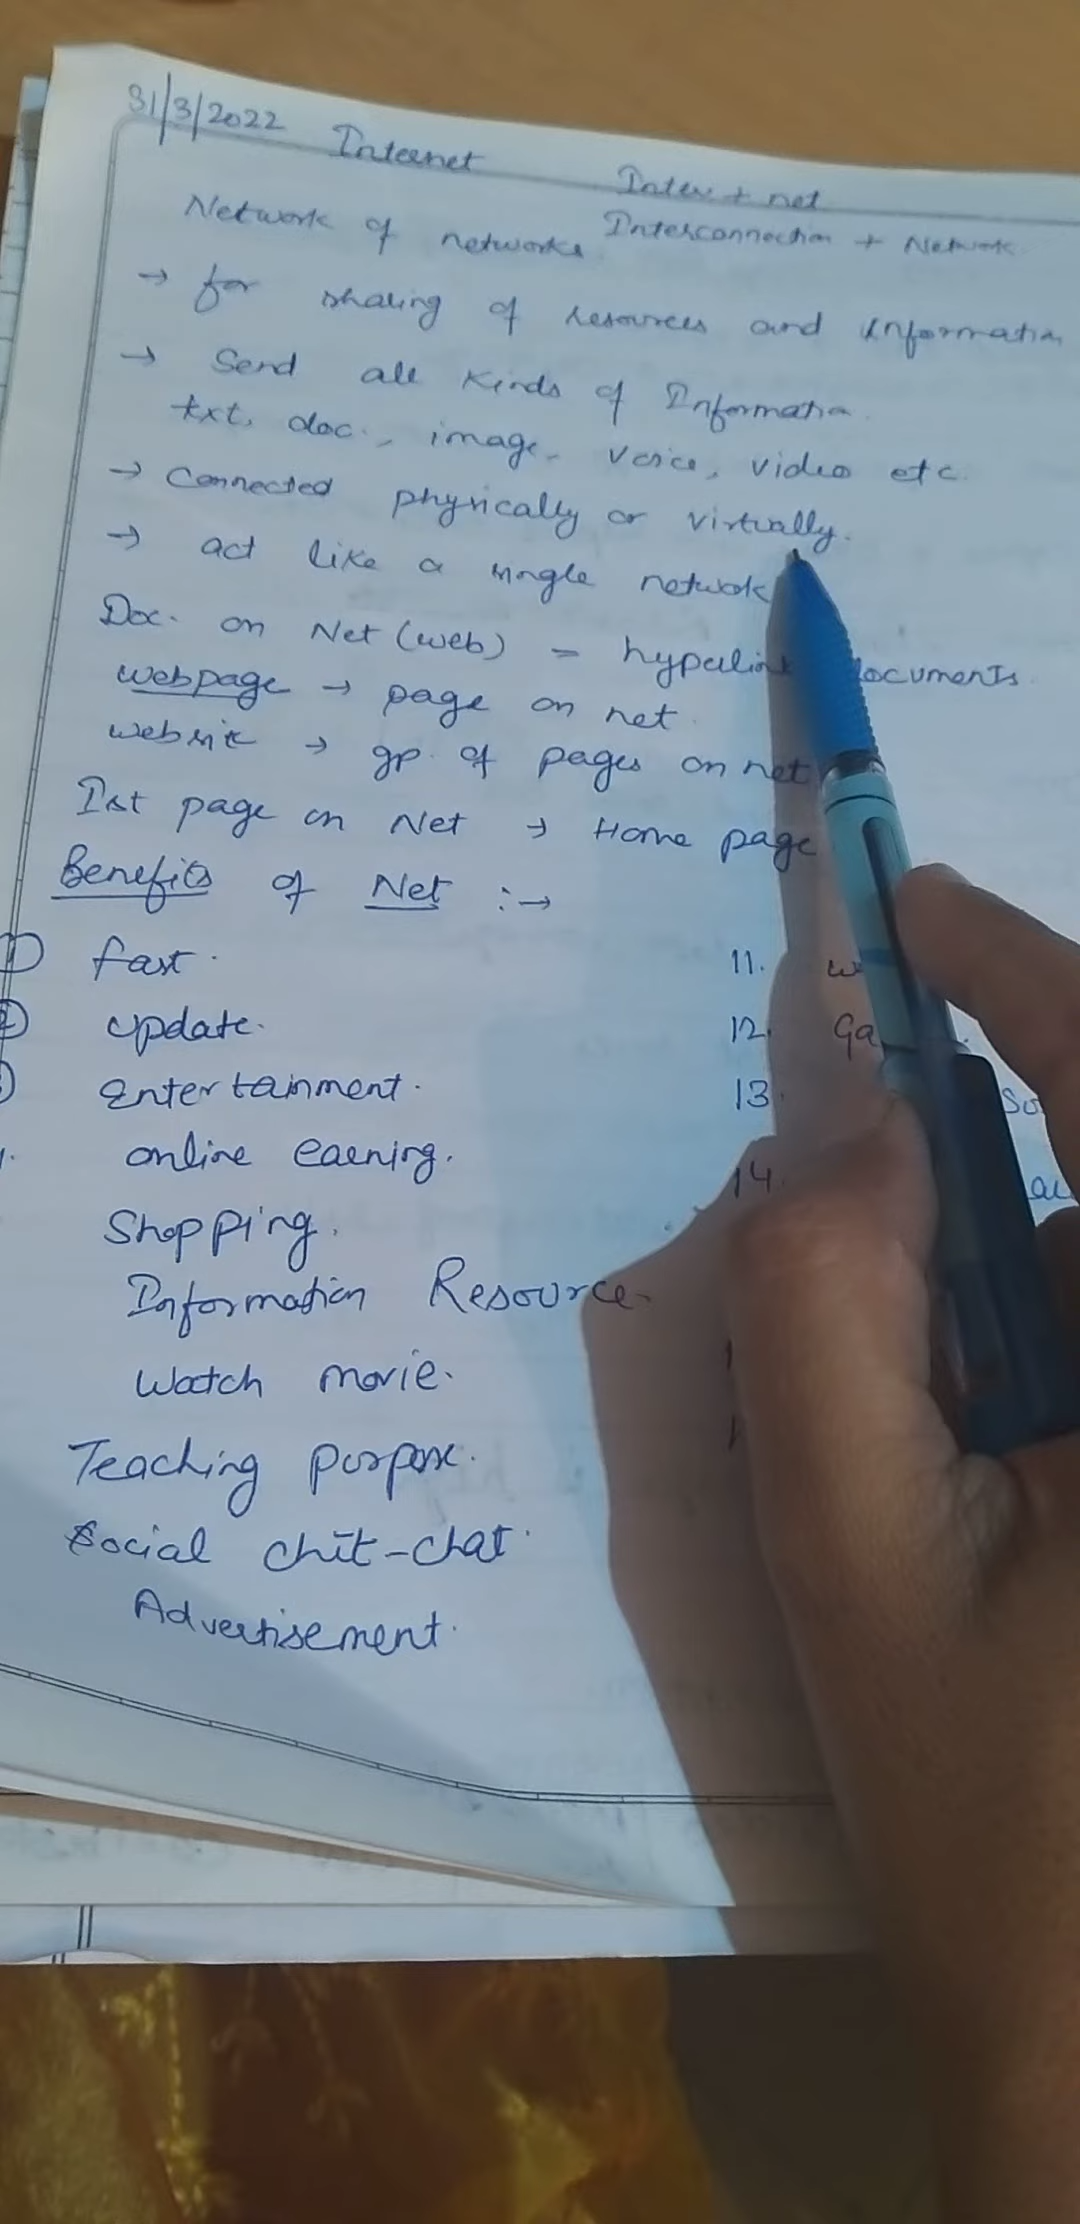 31/3/2022 Internet
Inter + net
Network of networks Interconnection + Network
→ for sharing of resources and Information
→ Send all kinds of Information.
txt, doc., image, voice, video etc.
→ Connected physically or virtually.
→ act like a single network
Doc. on Net (web) = hyperlink documents.
webpage → page on net.
website → gp. of pages on net
Ist page on Net → Home page
Benefits of Net :→
1 fast.
2 update.
Entertainment.
online earning.
Shopping.
Information Resource.
Watch movie.
Teaching purpose.
Social chit-chat.
Advertisement.
11.
12.
13.
14.